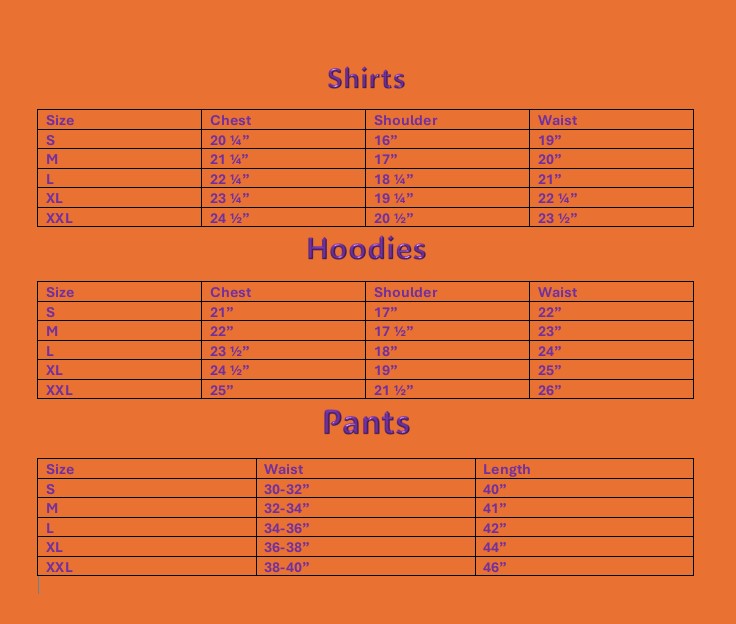 Shirts
Size Chest Shoulder Waist
S 20 ¼” 16” 19”
M 21 ¼” 17” 20”
L 22 ¼” 18 ¼” 21”
XL 23 ¼” 19 ¼” 22 ¼”
XXL 24 ½” 20 ½” 23 ½”
Hoodies
Size Chest Shoulder Waist
S 21” 17” 22”
M 22” 17 ½” 23”
L 23 ½” 18” 24”
XL 24 ½” 19” 25”
XXL 25” 21 ½” 26”
Pants
Size Waist Length
S 30-32” 40”
M 32-34” 41”
L 34-36” 42”
XL 36-38” 44”
XXL 38-40” 46”